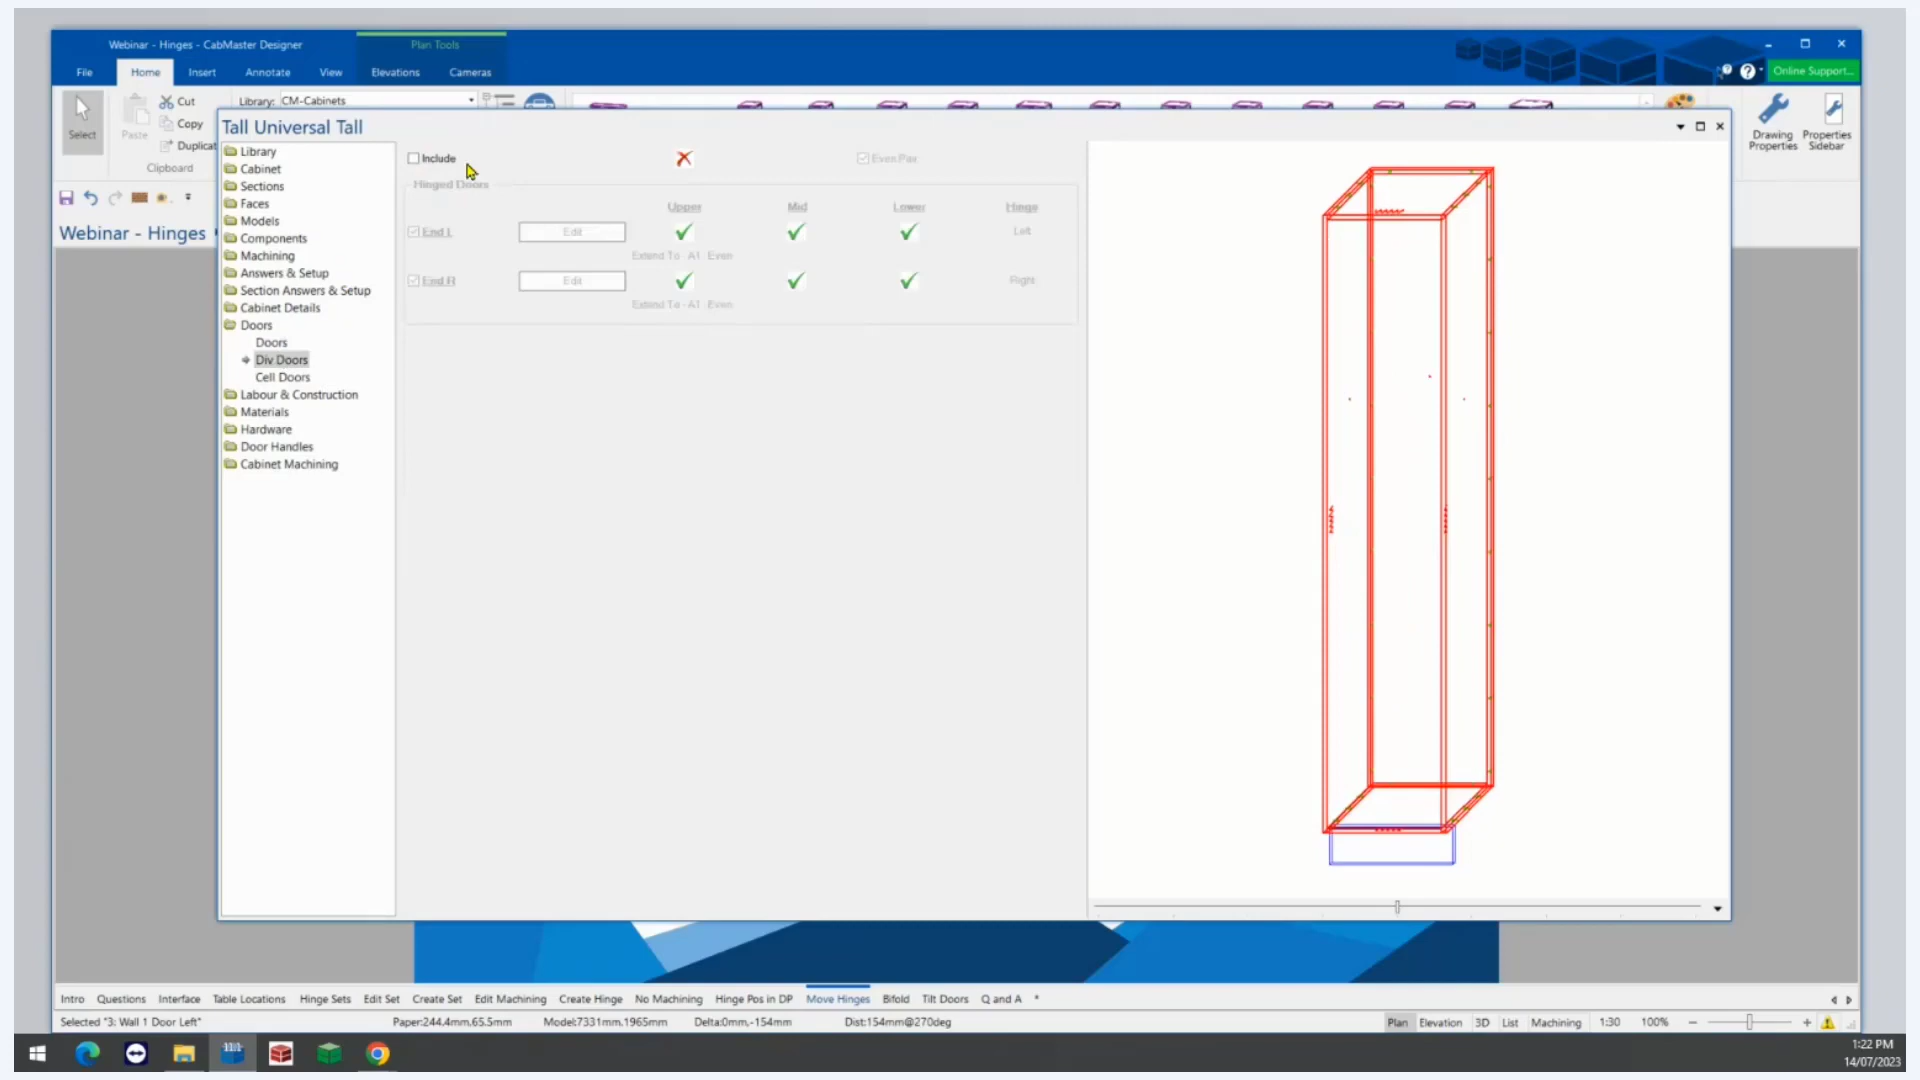 Webinar - Hinges - CabMaster Designer
Plan Tools
File
Home
Insert
Annotate
View
Elevations
Cameras
Online Support...
Select
Paste
Cut
Copy
Duplicat
Clipboard
Library: CM-Cabinets
Drawing Properties
Properties Sidebar
Webinar - Hinges
Tall Universal Tall
Library
Cabinet
Sections
Faces
Models
Components
Machining
Answers & Setup
Section Answers & Setup
Cabinet Details
Doors
Doors
Div Doors
Cell Doors
Labour & Construction
Materials
Hardware
Door Handles
Cabinet Machining
Include
Even Pair
Hinged Doors
Upper
Mid
Lower
Hinge
End L
Edit
Left
Extend To - A1 Even
End R
Edit
Right
Extend To - A1 Even
Intro
Questions
Interface
Table Locations
Hinge Sets
Edit Set
Create Set
Edit Machining
Create Hinge
No Machining
Hinge Pos in DP
Move Hinges
Bifold
Tilt Doors
Q and A
*
Selected "3: Wall 1 Door Left"
Paper:244.4mm,65.5mm
Model:7331mm,1965mm
Delta:0mm,-154mm
Dist:154mm@270deg
Plan
Elevation
3D
List
Machining
1:30
100%
1:22 PM
14/07/2023